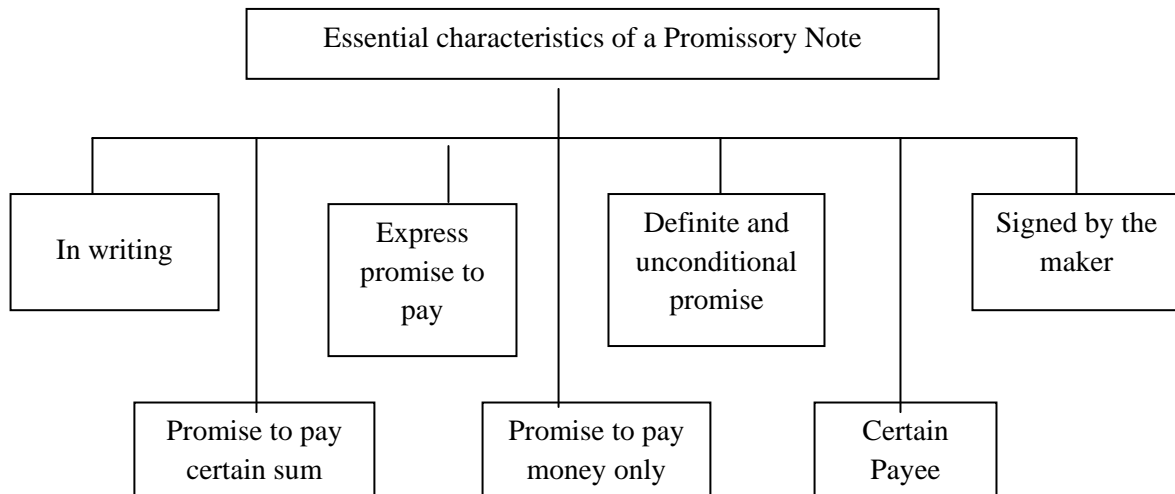 Essential characteristics of a Promissory Note
In writing
Express
promise to
pay
Definite and
unconditional
promise
Signed by the
maker
Promise to pay
certain sum
Promise to pay
money only
Certain
Payee